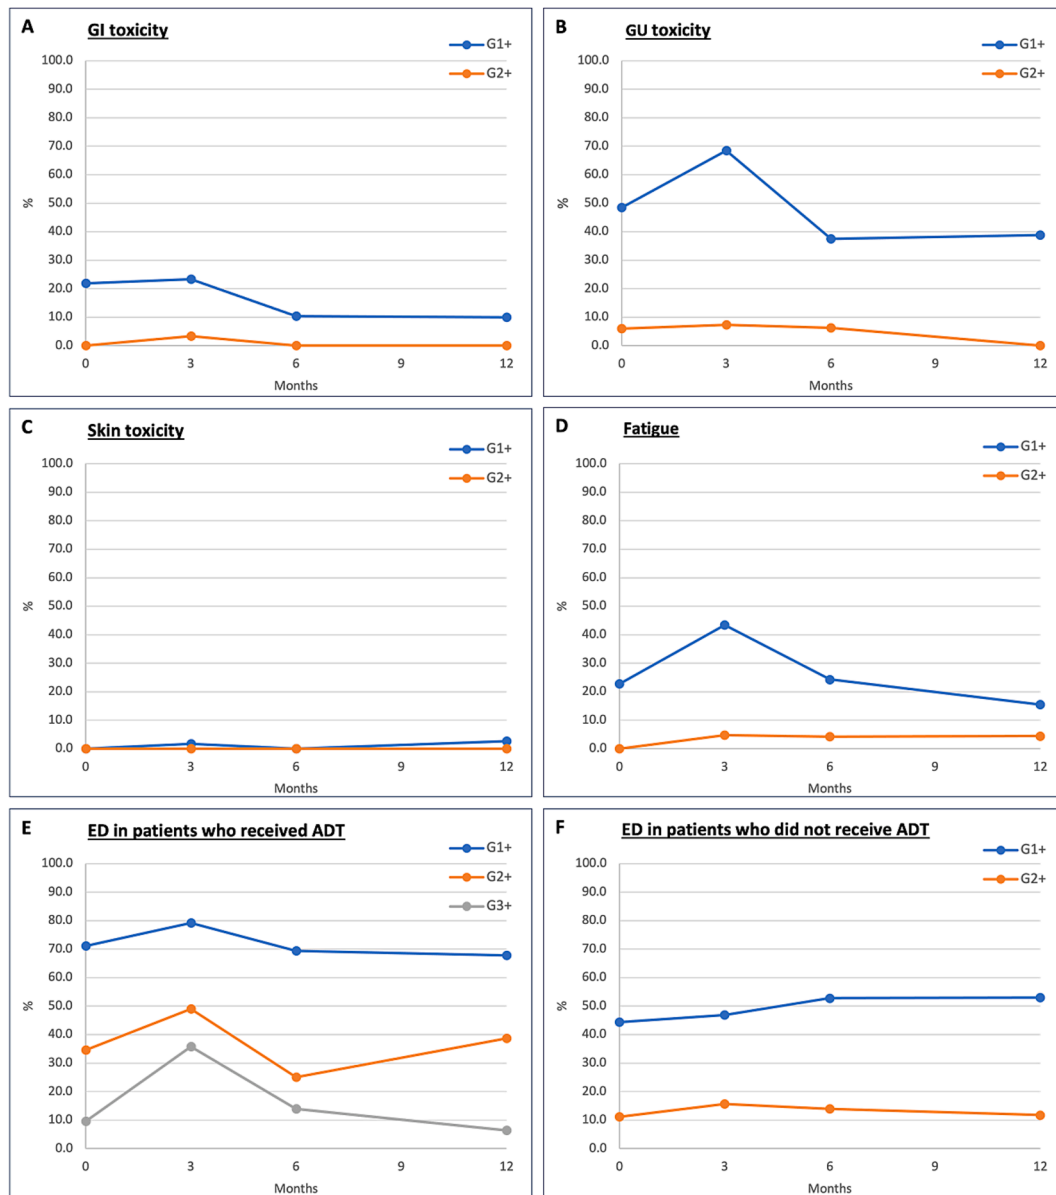 A GI toxicity
G1+
G2+
100.0
90.0
80.0
70.0
60.0
50.0
40.0
30.0
20.0
10.0
0.0
%
0 3 6 9 12
Months
B GU toxicity
G1+
G2+
100.0
90.0
80.0
70.0
60.0
50.0
40.0
30.0
20.0
10.0
0.0
%
0 3 6 9 12
Months
C Skin toxicity
G1+
G2+
100.0
90.0
80.0
70.0
60.0
50.0
40.0
30.0
20.0
10.0
0.0
%
0 3 6 9 12
Months
D Fatigue
G1+
G2+
100.0
90.0
80.0
70.0
60.0
50.0
40.0
30.0
20.0
10.0
0.0
%
0 3 6 9 12
Months
E ED in patients who received ADT
G1+
G2+
G3+
100.0
90.0
80.0
70.0
60.0
50.0
40.0
30.0
20.0
10.0
0.0
%
0 3 6 9 12
Months
F ED in patients who did not receive ADT
G1+
G2+
100.0
90.0
80.0
70.0
60.0
50.0
40.0
30.0
20.0
10.0
0.0
%
0 3 6 9 12
Months